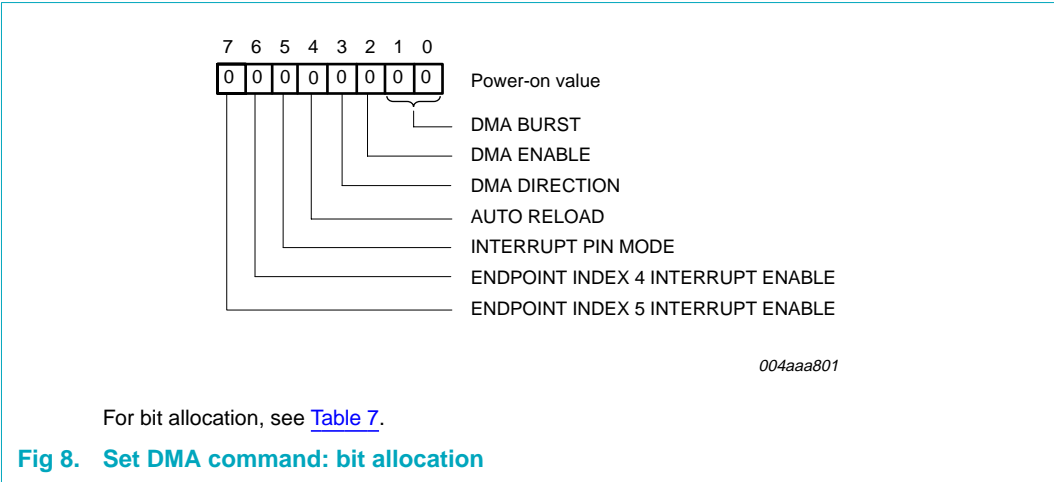 7 6 5 4 3 2 1 0
0 0 0 0 0 0 0 0 Power-on value
DMA BURST
DMA ENABLE
DMA DIRECTION
AUTO RELOAD
INTERRUPT PIN MODE
ENDPOINT INDEX 4 INTERRUPT ENABLE
ENDPOINT INDEX 5 INTERRUPT ENABLE
004aaa801
For bit allocation, see Table 7.
Fig 8. Set DMA command: bit allocation